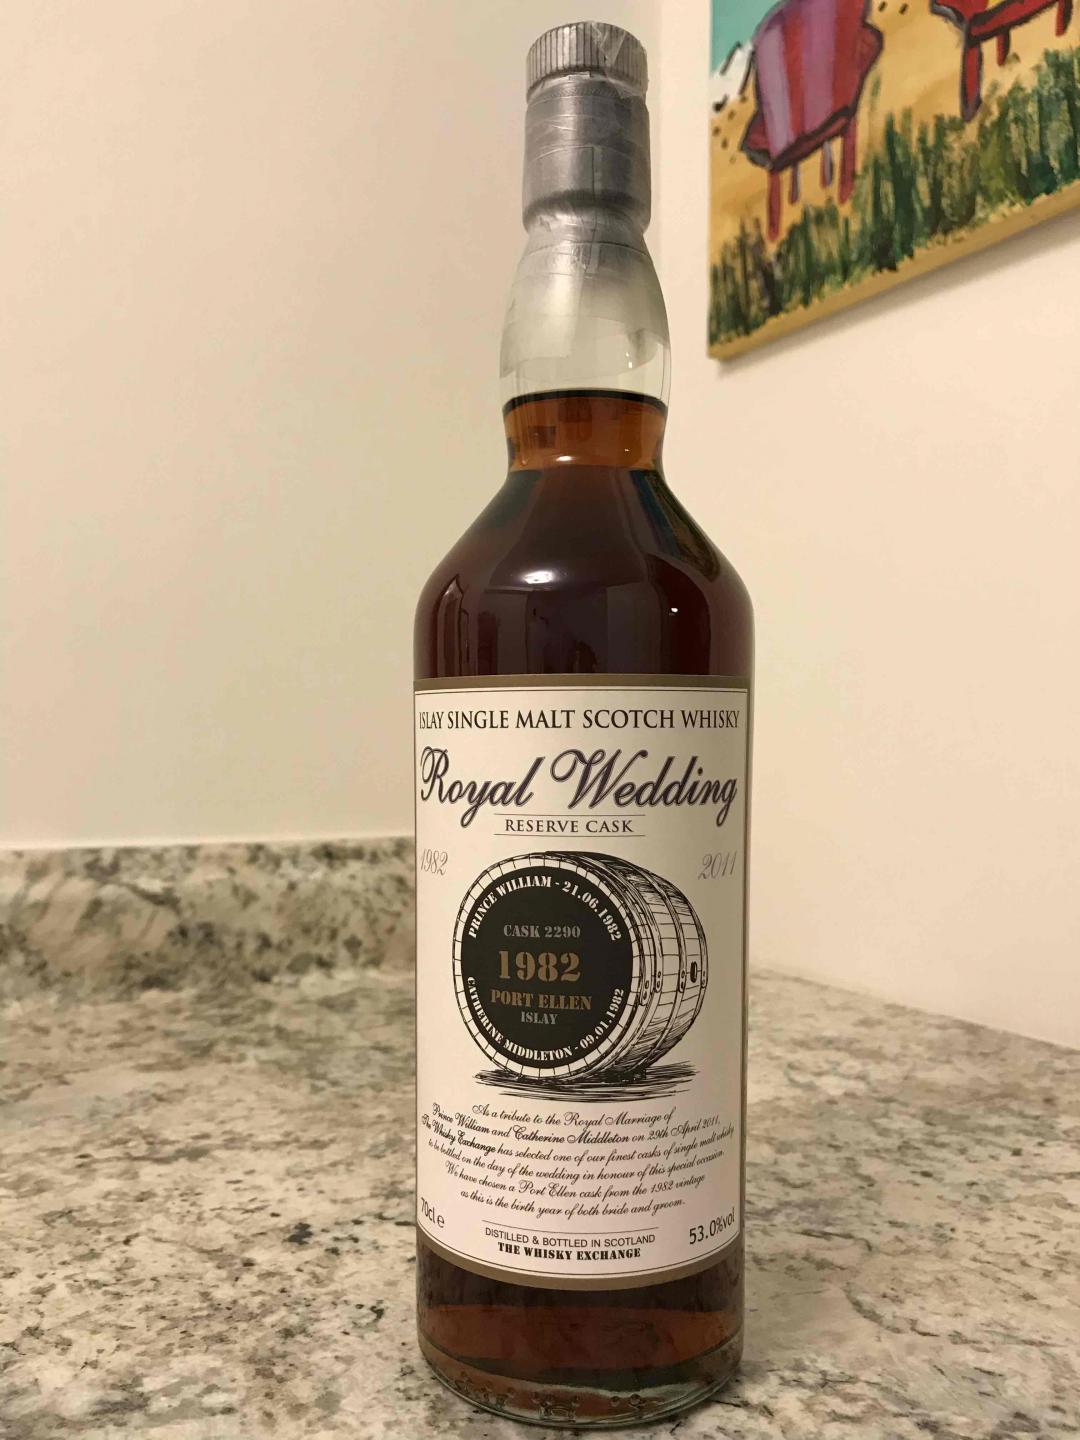 ISLAY SINGLE MALT SCOTCH WHISKY
Royal Wedding
RESERVE CASK
1982 2011
PRINCE WILLIAM - 21.06.1982
CASK 2290
1982
PORT ELLEN
ISLAY
CATHERINE MIDDLETON - 09.01.1982
As a tribute to the Royal Marriage of
Prince William and Catherine Middleton on 29th April 2011,
The Whisky Exchange has selected one of our finest casks of single malt whisky
to be bottled on the day of the wedding in honour of this special occasion.
We have chosen a Port Ellen cask from the 1982 vintage
as this is the birth year of both bride and groom.
70cl e
DISTILLED & BOTTLED IN SCOTLAND
THE WHISKY EXCHANGE
53.0%vol